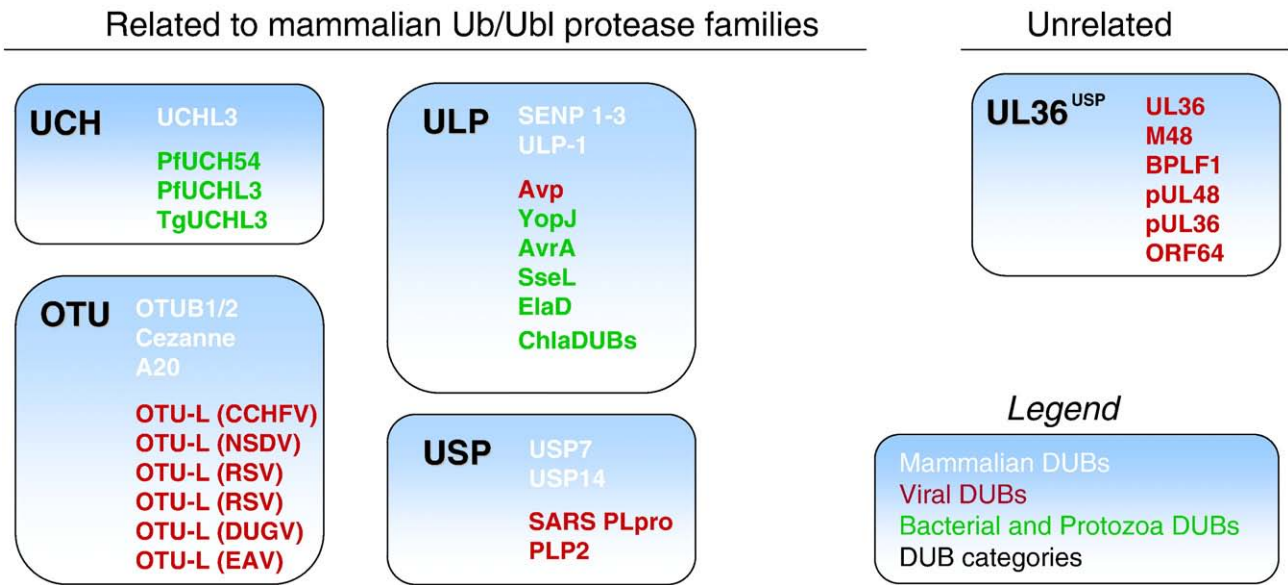 Related to mammalian Ub/Ubl protease families
UCH
UCHL3
PfUCH54
PfUCHL3
TgUCHL3
OTU
OTUB1/2
Cezanne
A20
OTU-L (CCHFV)
OTU-L (NSDV)
OTU-L (RSV)
OTU-L (RSV)
OTU-L (DUGV)
OTU-L (EAV)
ULP
SENP 1-3
ULP-1
Avp
YopJ
AvrA
SseL
ElaD
ChlaDUBs
USP
USP7
USP14
SARS PLpro
PLP2
Unrelated
UL36 USP
UL36
M48
BPLF1
pUL48
pUL36
ORF64
Legend
Mammalian DUBs
Viral DUBs
Bacterial and Protozoa DUBs
DUB categories